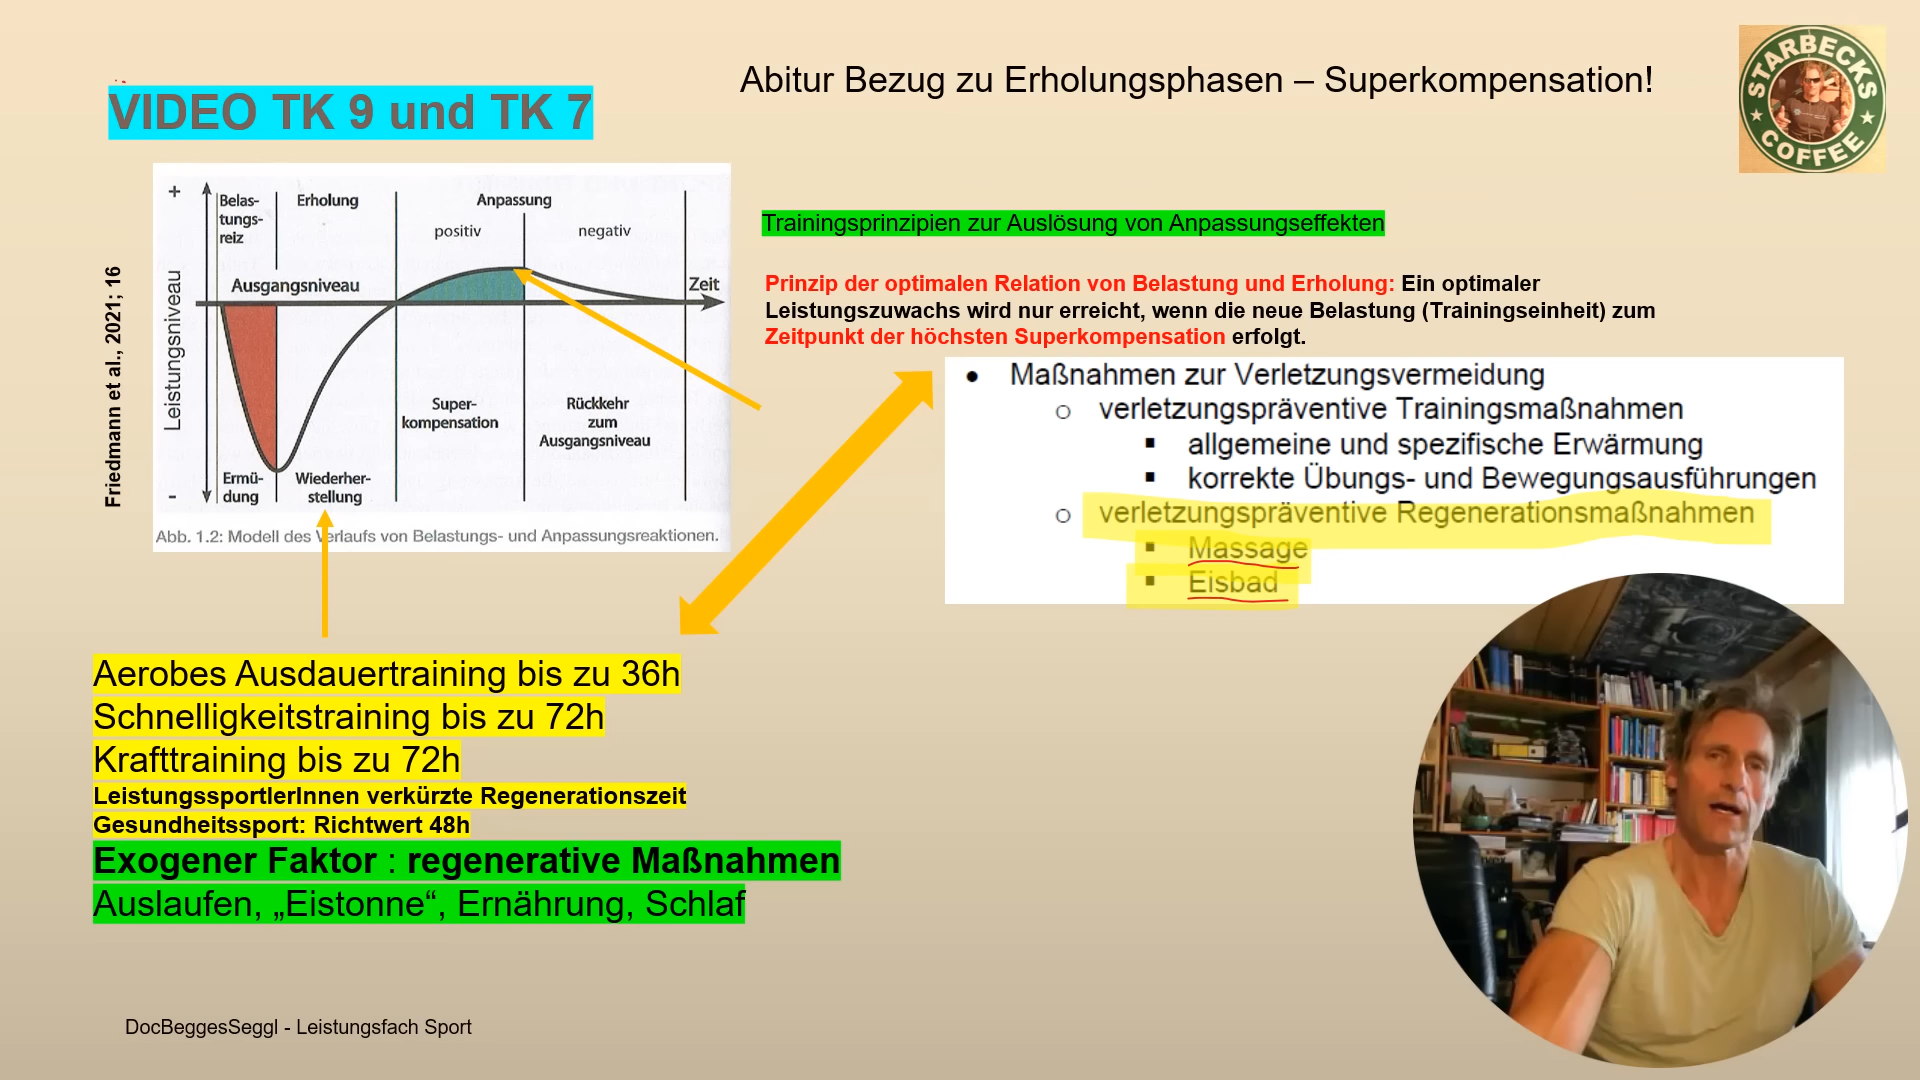 VIDEO TK 9 und TK 7
Abitur Bezug zu Erholungsphasen – Superkompensation!
STARBECKS
COFFEE
Friedmann et al., 2021; 16
+
Belas-
tungs-
reiz
Erholung
Anpassung
positiv
negativ
Leistungsniveau
Ausgangsniveau
Zeit
Super-
kompensation
Rückkehr
zum
Ausgangsniveau
-
Ermü-
dung
Wiederher-
stellung
Abb. 1.2: Modell des Verlaufs von Belastungs- und Anpassungsreaktionen.
Trainingsprinzipien zur Auslösung von Anpassungseffekten
Prinzip der optimalen Relation von Belastung und Erholung: Ein optimaler
Leistungszuwachs wird nur erreicht, wenn die neue Belastung (Trainingseinheit) zum
Zeitpunkt der höchsten Superkompensation erfolgt.
• Maßnahmen zur Verletzungsvermeidung
o verletzungspräventive Trainingsmaßnahmen
▪ allgemeine und spezifische Erwärmung
▪ korrekte Übungs- und Bewegungsausführungen
o verletzungspräventive Regenerationsmaßnahmen
▪ Massage
▪ Eisbad
Aerobes Ausdauertraining bis zu 36h
Schnelligkeitstraining bis zu 72h
Krafttraining bis zu 72h
LeistungssportlerInnen verkürzte Regenerationszeit
Gesundheitssport: Richtwert 48h
Exogener Faktor : regenerative Maßnahmen
Auslaufen, „Eistonne“, Ernährung, Schlaf
DocBeggesSeggl - Leistungsfach Sport